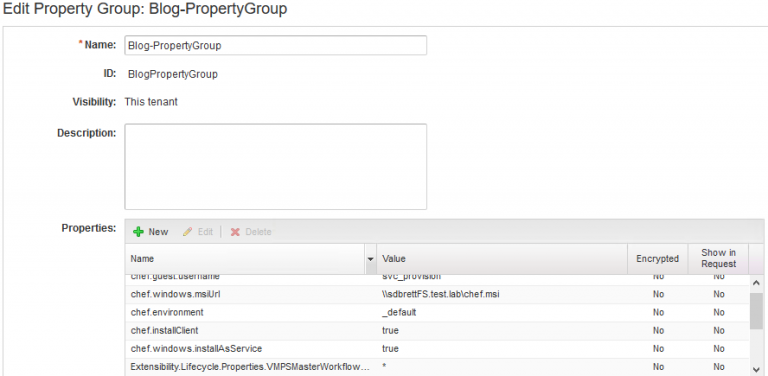 Edit Property Group: Blog-PropertyGroup
* Name: Blog-PropertyGroup
ID: BlogPropertyGroup
Visibility: This tenant
Description:
Properties: New Edit Delete
Name Value Encrypted Show in Request
chef.guest.username svc_provision No No
chef.windows.msiUrl \\sdbrettFS.test.lab\chef.msi No No
chef.environment _default No No
chef.installClient true No No
chef.windows.installAsService true No No
Extensibility.Lifecycle.Properties.VMPSMasterWorkflow... * No No